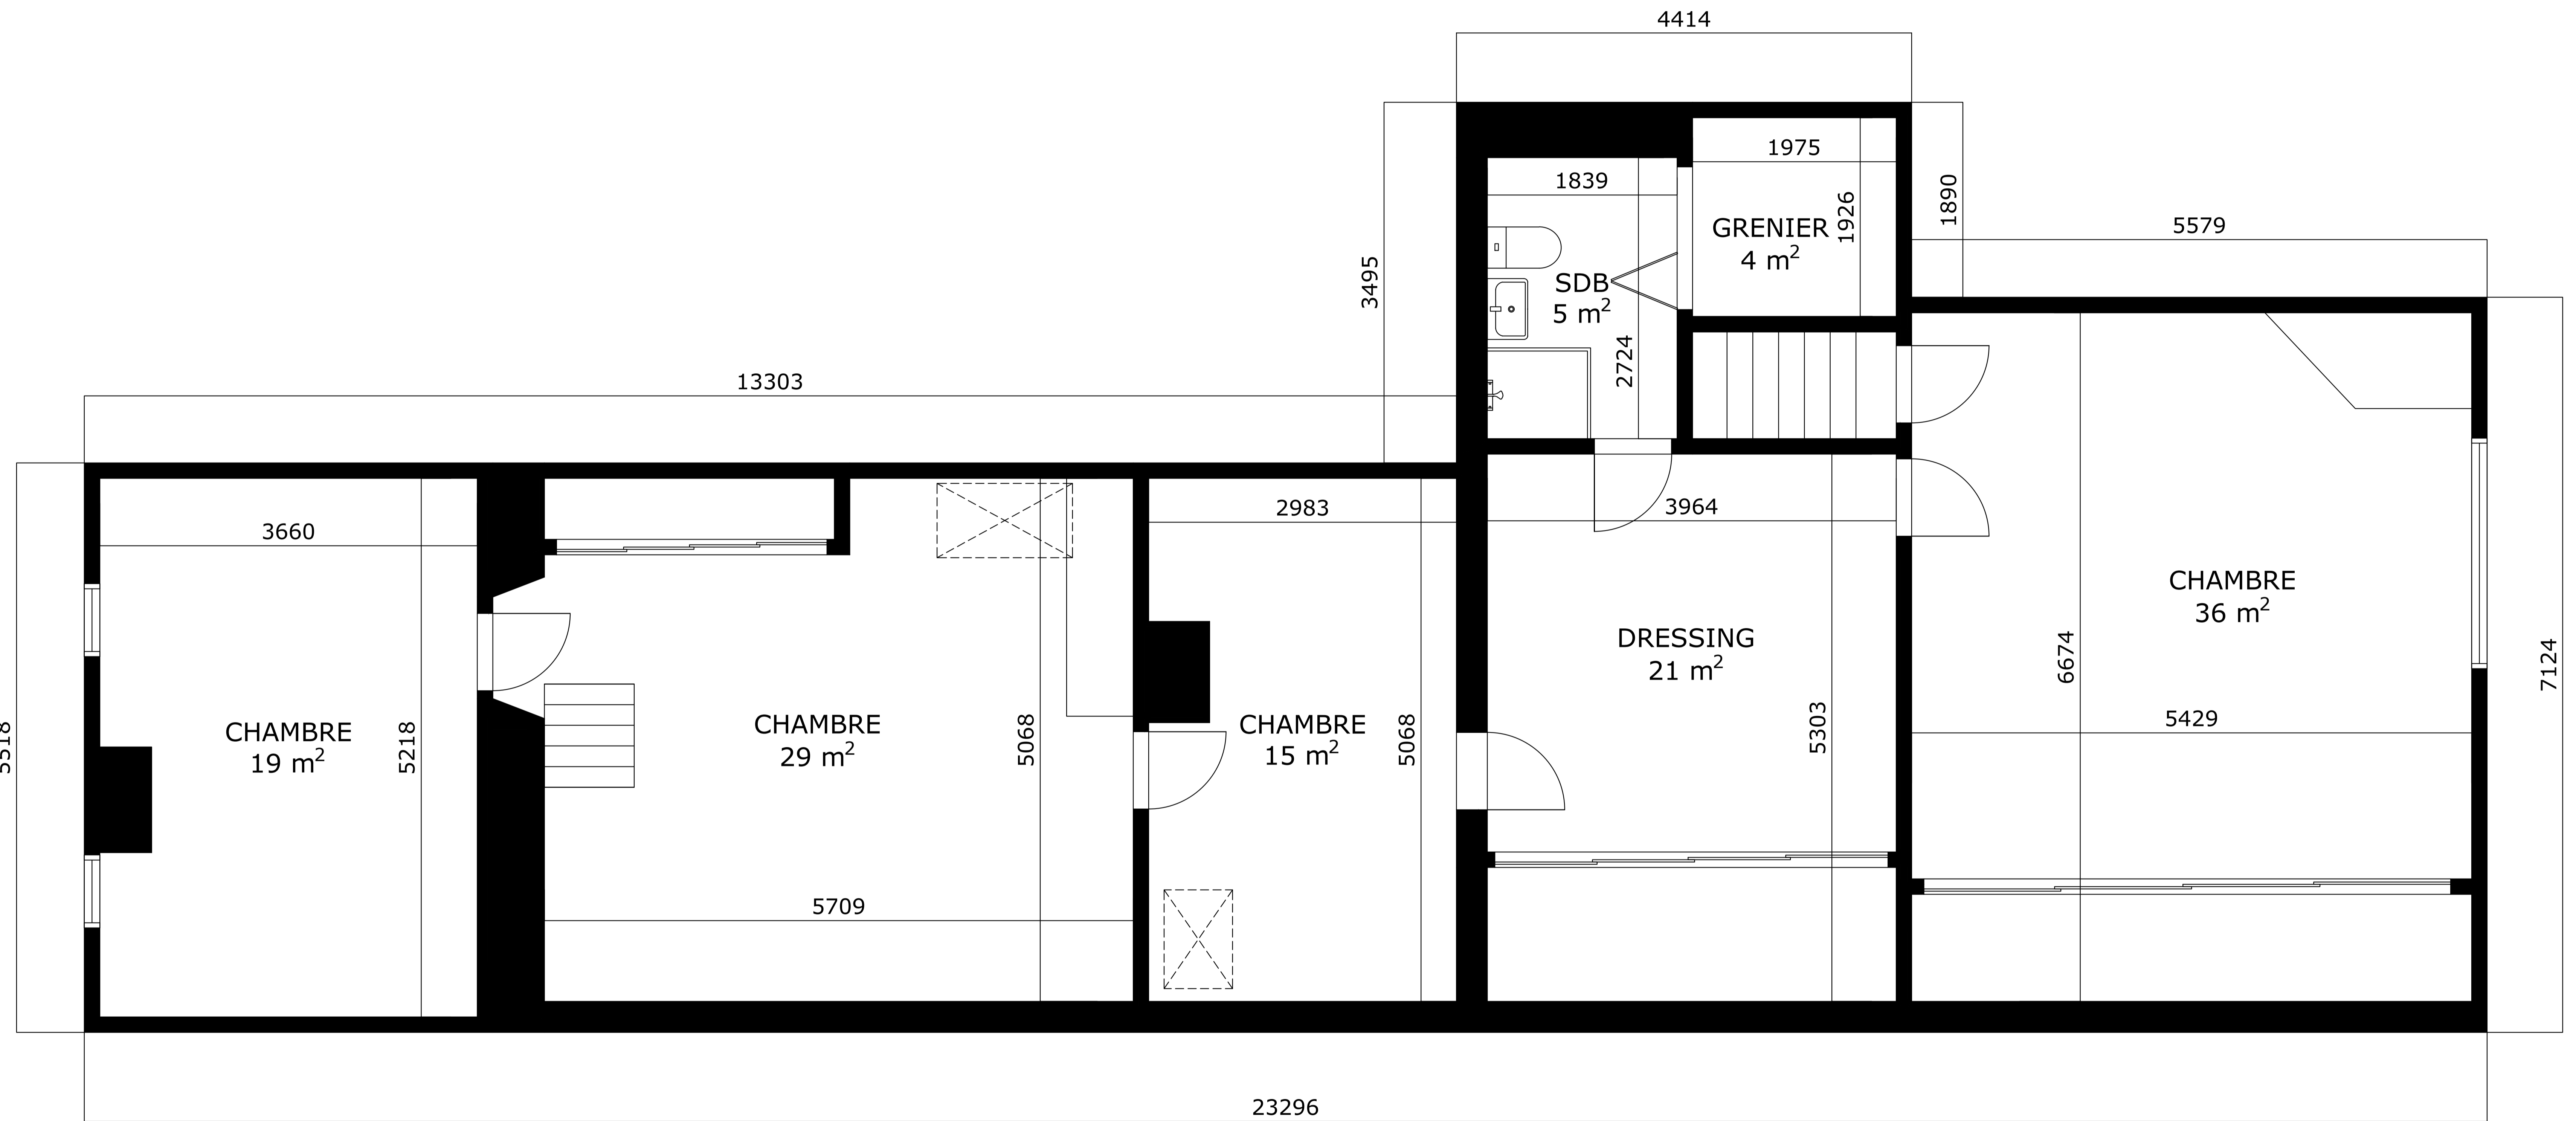 4414
1975
1839
1926
1890
GRENIER
4 m²
5579
3495
SDB
5 m²
2724
13303
2983
3964
3660
CHAMBRE
36 m²
DRESSING
21 m²
6674
7124
5429
5518
CHAMBRE
19 m²
5218
CHAMBRE
29 m²
5068
CHAMBRE
15 m²
5068
5303
5709
23296